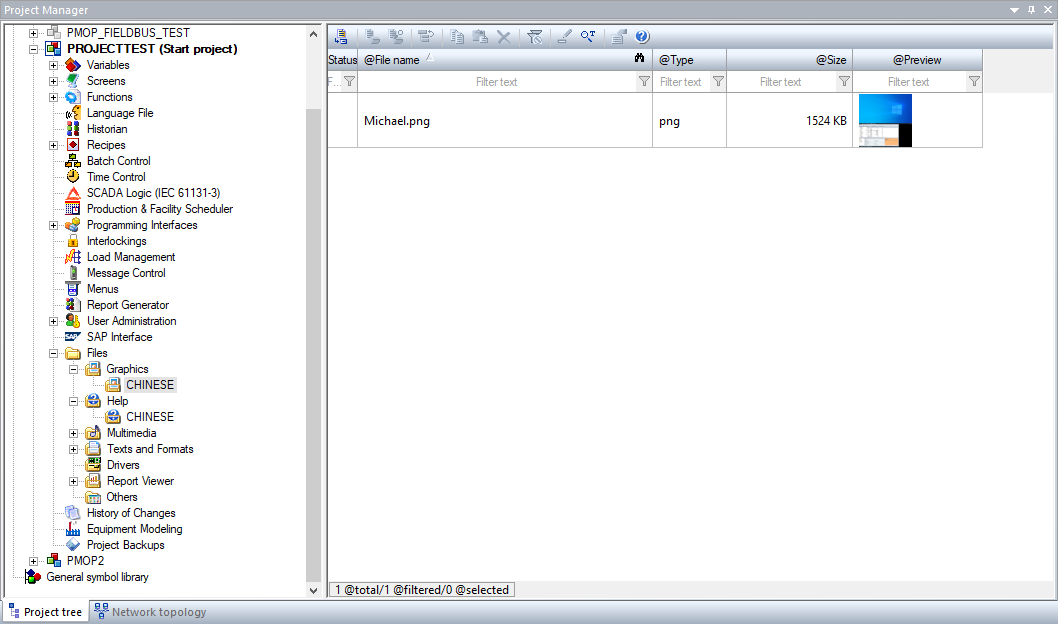 Project Manager
PMOP_FIELDBUS_TEST
PROJECTTEST (Start project)
Variables
Screens
Functions
Language File
Historian
Recipes
Batch Control
Time Control
SCADA Logic (IEC 61131-3)
Production & Facility Scheduler
Programming Interfaces
Interlockings
Load Management
Message Control
Menus
Report Generator
User Administration
SAP Interface
Files
Graphics
CHINESE
Help
CHINESE
Multimedia
Texts and Formats
Drivers
Report Viewer
Others
History of Changes
Equipment Modeling
Project Backups
PMOP2
General symbol library
Status @File name @Type @Size @Preview
F... Filter text Filter text Filter text Filter text
Michael.png png 1524 KB
1 @total/1 @filtered/0 @selected
Project tree Network topology